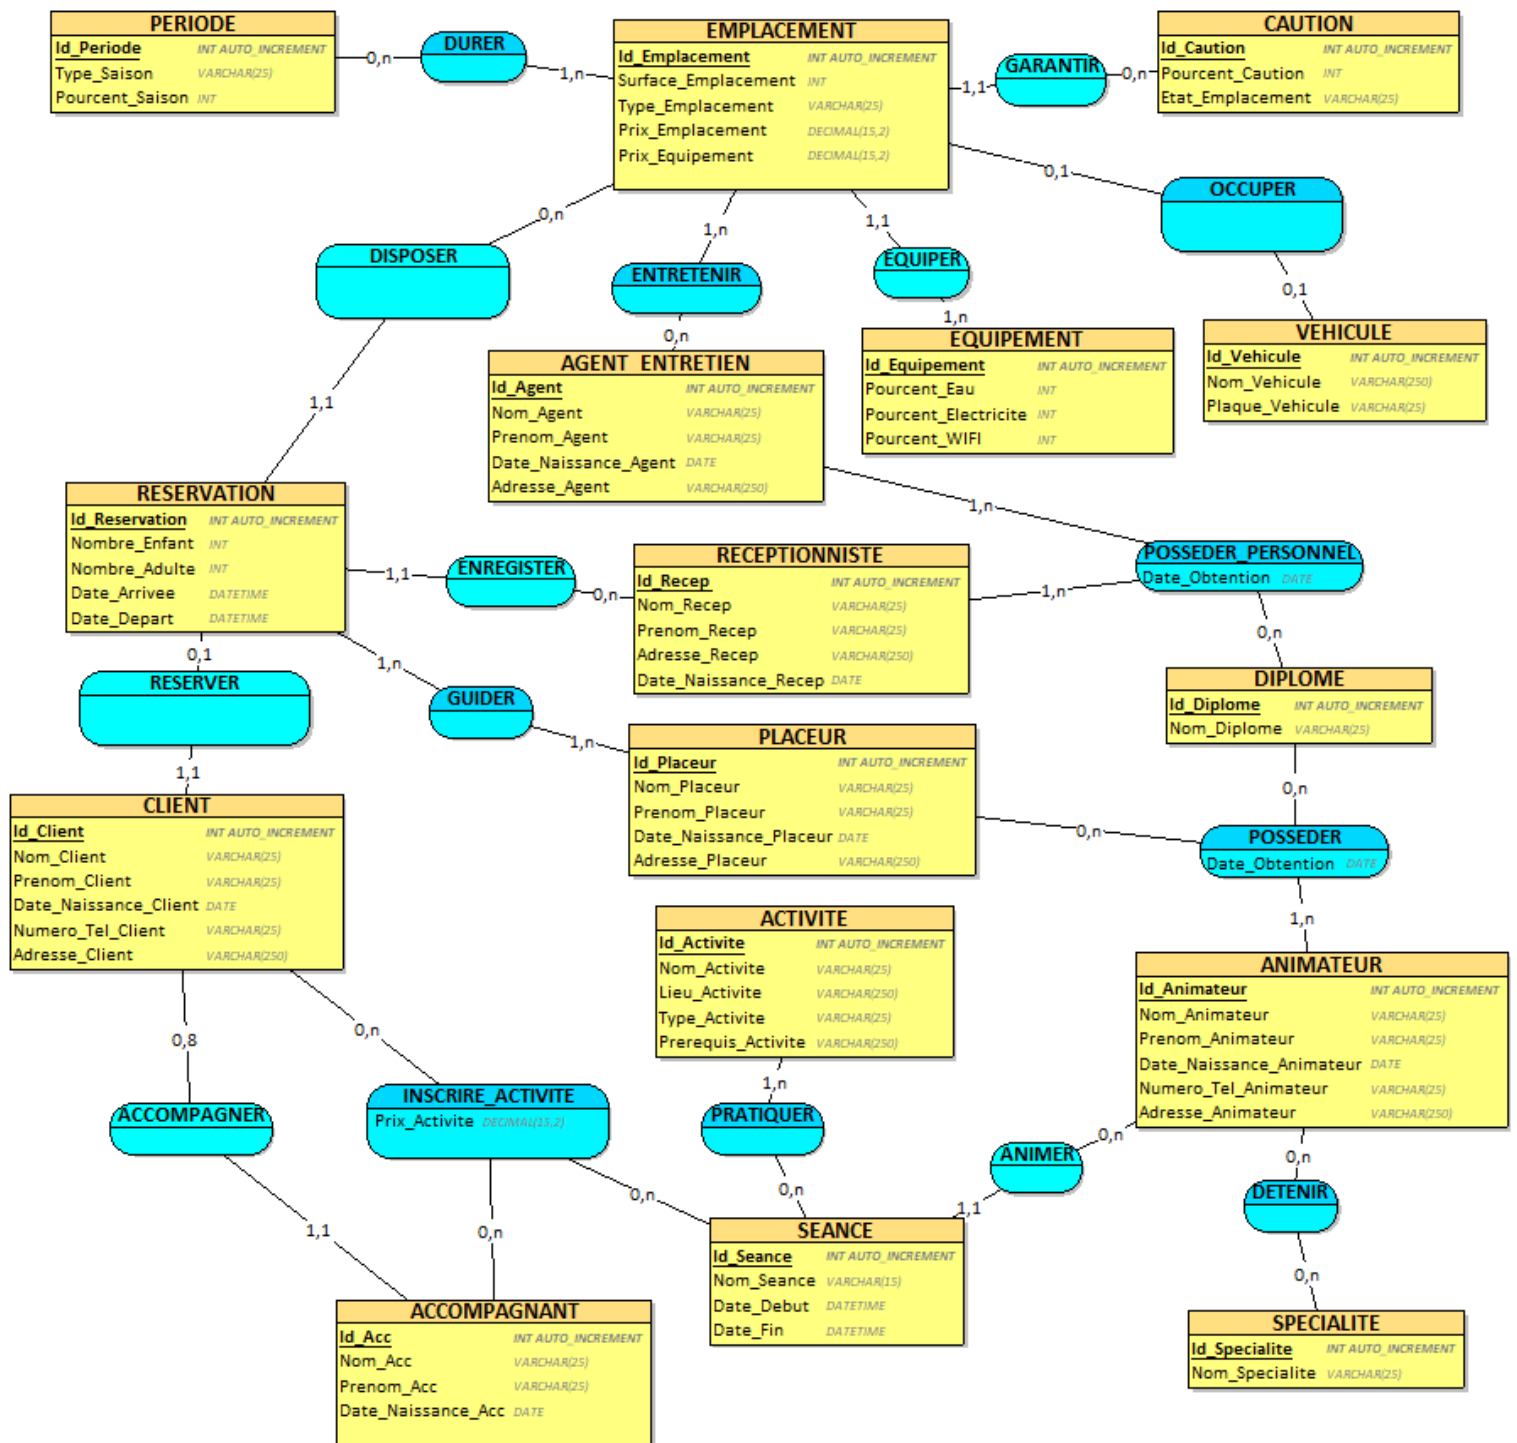 PERIODE
Id_Periode INT AUTO_INCREMENT
Type_Saison VARCHAR(25)
Pourcent_Saison INT
0,n
DURER
1,n
EMPLACEMENT
Id_Emplacement INT AUTO_INCREMENT
Surface_Emplacement INT
Type_Emplacement VARCHAR(25)
Prix_Emplacement DECIMAL(15,2)
Prix_Equipement DECIMAL(15,2)
1,1
GARANTIR
0,n
CAUTION
Id_Caution INT AUTO_INCREMENT
Pourcent_Caution INT
Etat_Emplacement VARCHAR(25)
0,1
OCCUPER
0,1
VEHICULE
Id_Vehicule INT AUTO_INCREMENT
Nom_Vehicule VARCHAR(250)
Plaque_Vehicule VARCHAR(25)
0,n
DISPOSER
1,1
1,n
ENTRETENIR
0,n
1,1
EQUIPER
1,n
EQUIPEMENT
Id_Equipement INT AUTO_INCREMENT
Pourcent_Eau INT
Pourcent_Electricite INT
Pourcent_WIFI INT
AGENT_ENTRETIEN
Id_Agent INT AUTO_INCREMENT
Nom_Agent VARCHAR(25)
Prenom_Agent VARCHAR(25)
Date_Naissance_Agent DATE
Adresse_Agent VARCHAR(250)
1,n
RESERVATION
Id_Reservation INT AUTO_INCREMENT
Nombre_Enfant INT
Nombre_Adulte INT
Date_Arrivee DATETIME
Date_Depart DATETIME
1,1
ENREGISTER
0,n
RECEPTIONNISTE
Id_Recep INT AUTO_INCREMENT
Nom_Recep VARCHAR(25)
Prenom_Recep VARCHAR(25)
Adresse_Recep VARCHAR(250)
Date_Naissance_Recep DATE
1,n
POSSEDER_PERSONNEL
Date_Obtention DATE
0,n
DIPLOME
Id_Diplome INT AUTO_INCREMENT
Nom_Diplome VARCHAR(25)
0,n
0,1
RESERVER
1,1
1,n
GUIDER
1,n
PLACEUR
Id_Placeur INT AUTO_INCREMENT
Nom_Placeur VARCHAR(25)
Prenom_Placeur VARCHAR(25)
Date_Naissance_Placeur DATE
Adresse_Placeur VARCHAR(250)
0,n
POSSEDER
Date_Obtention DATE
1,n
CLIENT
Id_Client INT AUTO_INCREMENT
Nom_Client VARCHAR(25)
Prenom_Client VARCHAR(25)
Date_Naissance_Client DATE
Numero_Tel_Client VARCHAR(25)
Adresse_Client VARCHAR(250)
ACTIVITE
Id_Activite INT AUTO_INCREMENT
Nom_Activite VARCHAR(25)
Lieu_Activite VARCHAR(250)
Type_Activite VARCHAR(25)
Prerequis_Activite VARCHAR(250)
ANIMATEUR
Id_Animateur INT AUTO_INCREMENT
Nom_Animateur VARCHAR(25)
Prenom_Animateur VARCHAR(25)
Date_Naissance_Animateur DATE
Numero_Tel_Animateur VARCHAR(25)
Adresse_Animateur VARCHAR(250)
0,8
ACCOMPAGNER
1,1
0,n
INSCRIRE_ACTIVITE
Prix_Activite DECIMAL(15,2)
0,n
0,n
1,n
PRATIQUER
0,n
0,n
ANIMER
1,1
0,n
DETENIR
0,n
SEANCE
Id_Seance INT AUTO_INCREMENT
Nom_Seance VARCHAR(15)
Date_Debut DATETIME
Date_Fin DATETIME
ACCOMPAGNANT
Id_Acc INT AUTO_INCREMENT
Nom_Acc VARCHAR(25)
Prenom_Acc VARCHAR(25)
Date_Naissance_Acc DATE
SPECIALITE
Id_Specialite INT AUTO_INCREMENT
Nom_Specialite VARCHAR(25)